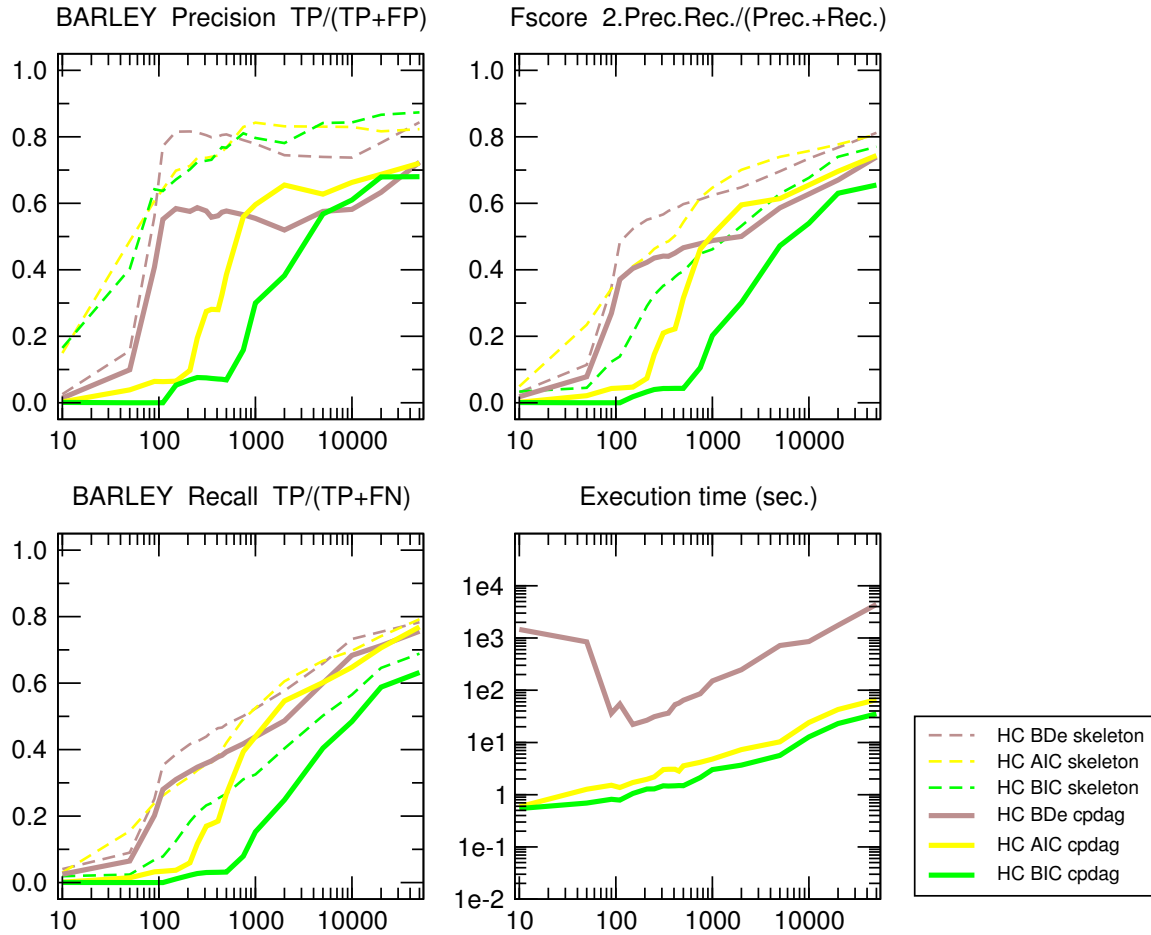 BARLEY Precision TP/(TP+FP)
1.0
0.8
0.6
0.4
0.2
0.0
10 100 1000 10000
Fscore 2.Prec.Rec./(Prec.+Rec.)
1.0
0.8
0.6
0.4
0.2
0.0
10 100 1000 10000
BARLEY Recall TP/(TP+FN)
1.0
0.8
0.6
0.4
0.2
0.0
10 100 1000 10000
Execution time (sec.)
1e4
1e3
1e2
1e1
1
1e-1
1e-2
10 100 1000 10000
HC BDe skeleton
HC AIC skeleton
HC BIC skeleton
HC BDe cpdag
HC AIC cpdag
HC BIC cpdag